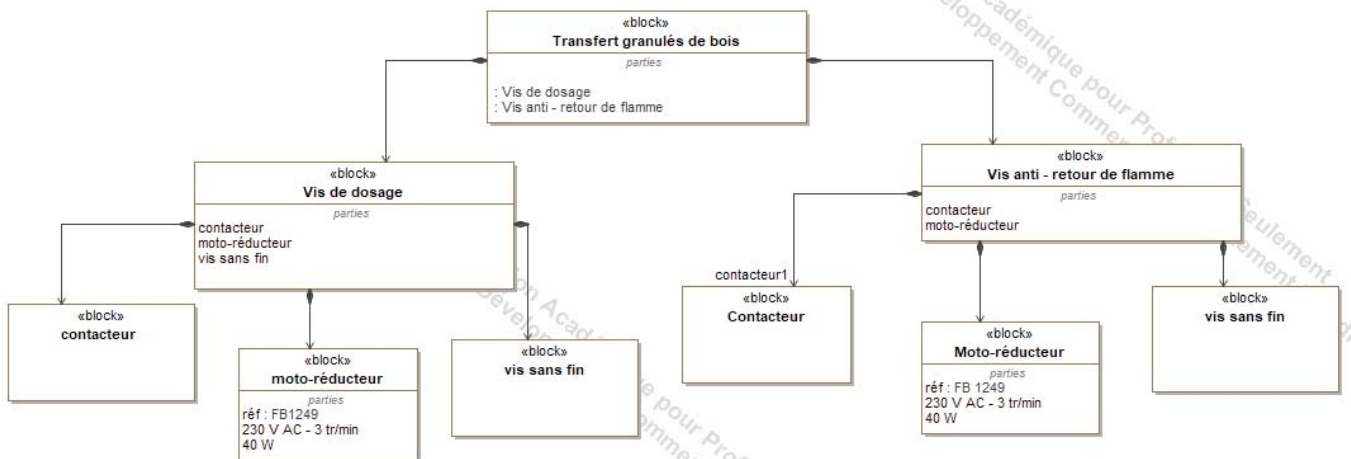 «block»
Transfert granulés de bois
parties
: Vis de dosage
: Vis anti - retour de flamme
«block»
Vis de dosage
parties
contacteur
moto-réducteur
vis sans fin
«block»
Vis anti - retour de flamme
parties
contacteur
moto-réducteur
«block»
contacteur
«block»
moto-réducteur
parties
réf : FB1249
230 V AC - 3 tr/min
40 W
«block»
vis sans fin
contacteur1
«block»
Contacteur
«block»
Moto-réducteur
parties
réf : FB 1249
230 V AC - 3 tr/min
40 W
«block»
vis sans fin